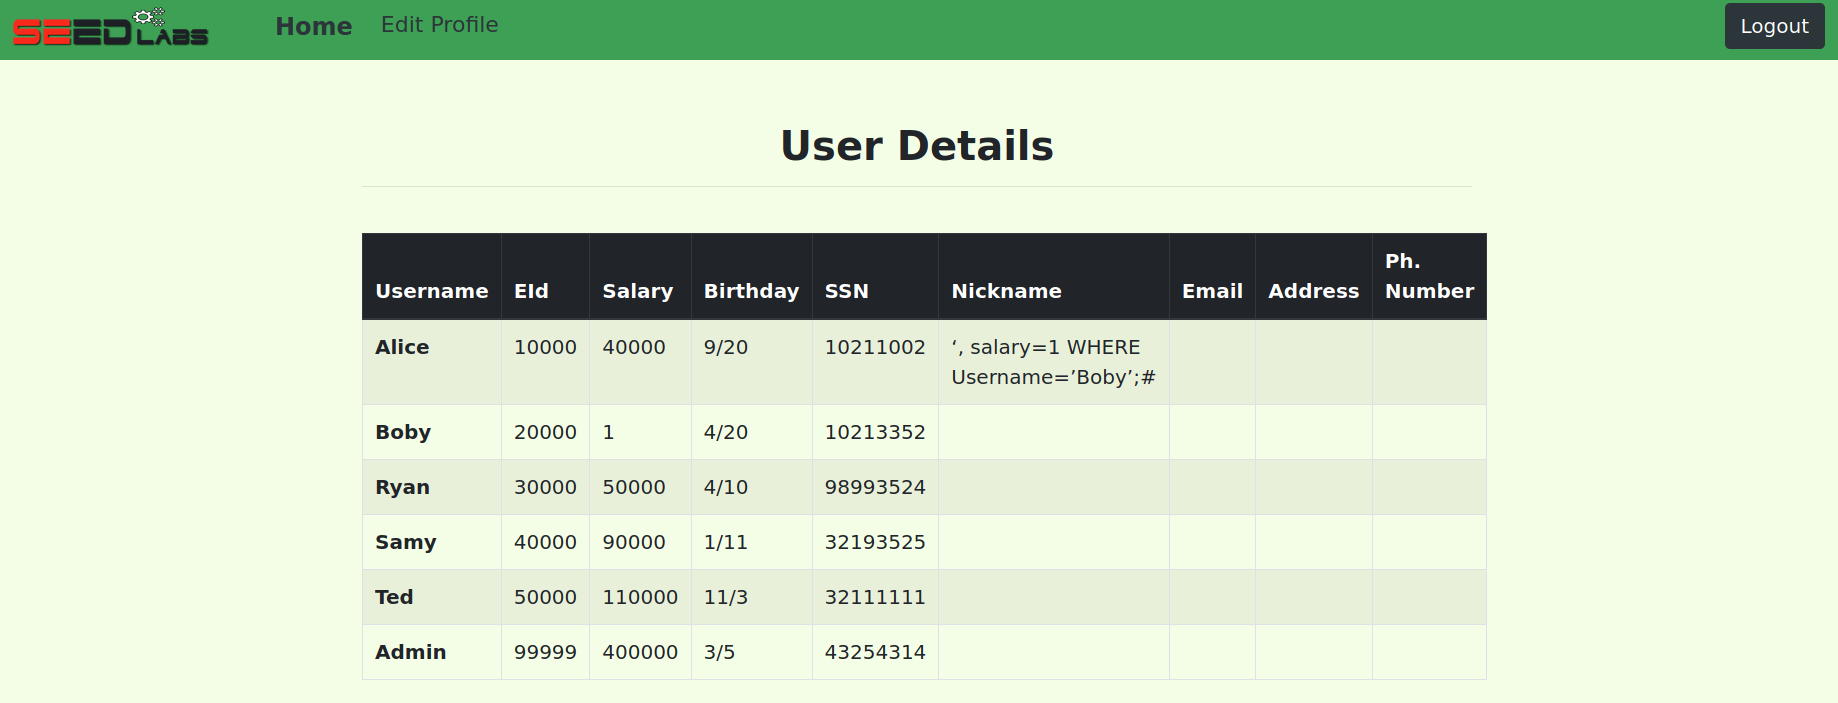 SEED LABS Home Edit Profile Logout
User Details
Username EId Salary Birthday SSN Nickname Email Address Ph. Number
Alice 10000 40000 9/20 10211002 ‘, salary=1 WHERE
Username=’Boby’;#
Boby 20000 1 4/20 10213352
Ryan 30000 50000 4/10 98993524
Samy 40000 90000 1/11 32193525
Ted 50000 110000 11/3 32111111
Admin 99999 400000 3/5 43254314